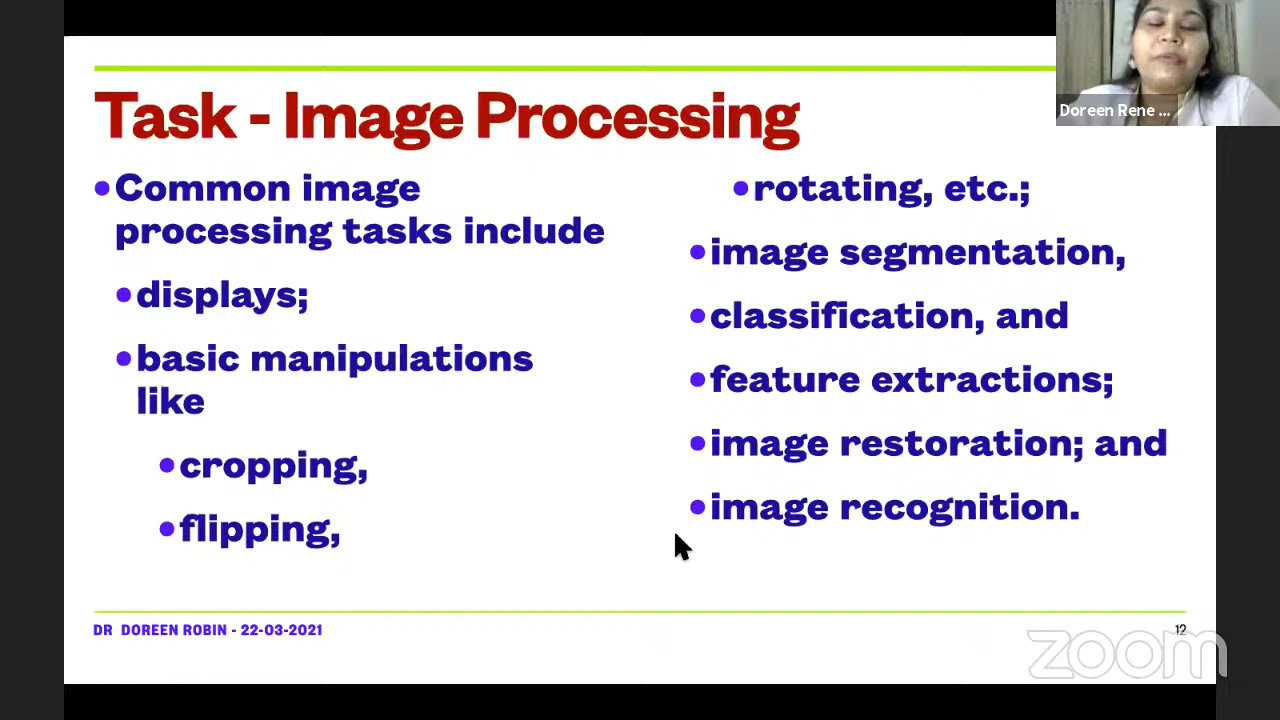 Task - Image Processing
•Common image
processing tasks include
•displays;
•basic manipulations
like
•cropping,
•flipping,
•rotating, etc.;
•image segmentation,
•classification, and
•feature extractions;
•image restoration; and
•image recognition.
DR DOREEN ROBIN - 22-03-2021
12
Doreen Rene ...
zoom